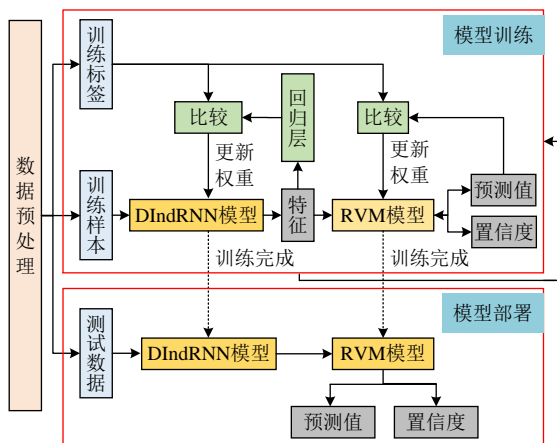 模型训练
训练标签
比较
回归层
比较
更新
权重
更新
权重
数据预处理
训练样本
DIndRNN模型
特征
RVM模型
预测值
置信度
训练完成
训练完成
模型部署
测试数据
DIndRNN模型
RVM模型
预测值
置信度